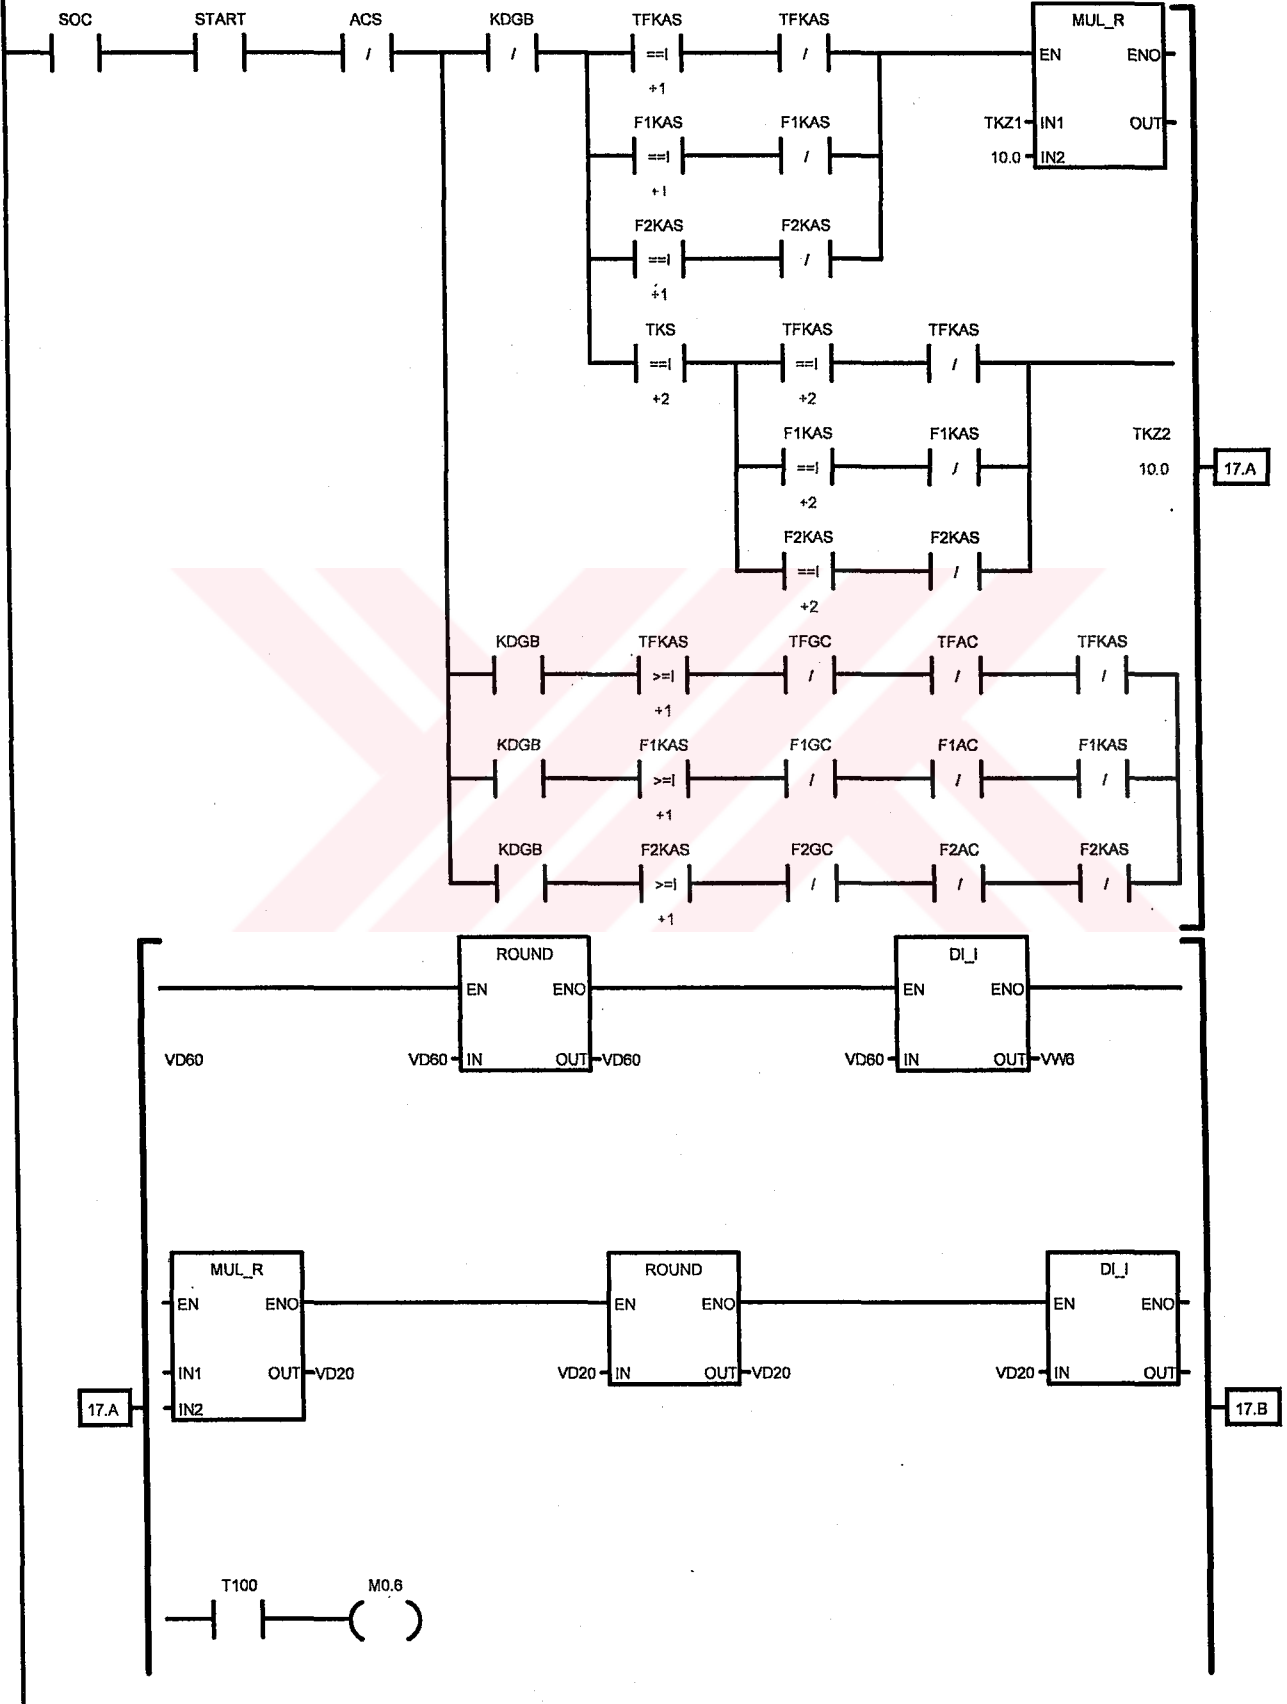 SOC START ACS KDGB TFKAS TFKAS MUL_R
/ / ==I / EN ENO
+1
F1KAS F1KAS TKZ1 IN1 OUT
==I / 10.0 IN2
+1
F2KAS F2KAS
==I /
+1
TKS TFKAS TFKAS
==I ==I /
+2 +2
F1KAS F1KAS TKZ2
==I / 10.0 17.A
+2
F2KAS F2KAS
==I /
+2
KDGB TFKAS TFGC TFAC TFKAS
>=I / / /
+1
KDGB F1KAS F1GC F1AC F1KAS
>=I / / /
+1
KDGB F2KAS F2GC F2AC F2KAS
>=I / / /
+1
ROUND DI_I
EN ENO EN ENO
VD60 VD60 IN OUT VD60 VD60 IN OUT VW6
MUL_R ROUND DI_I
EN ENO EN ENO EN ENO
IN1 OUT VD20 VD20 IN OUT VD20 VD20 IN OUT
17.A IN2 17.B
T100 M0.6
( )